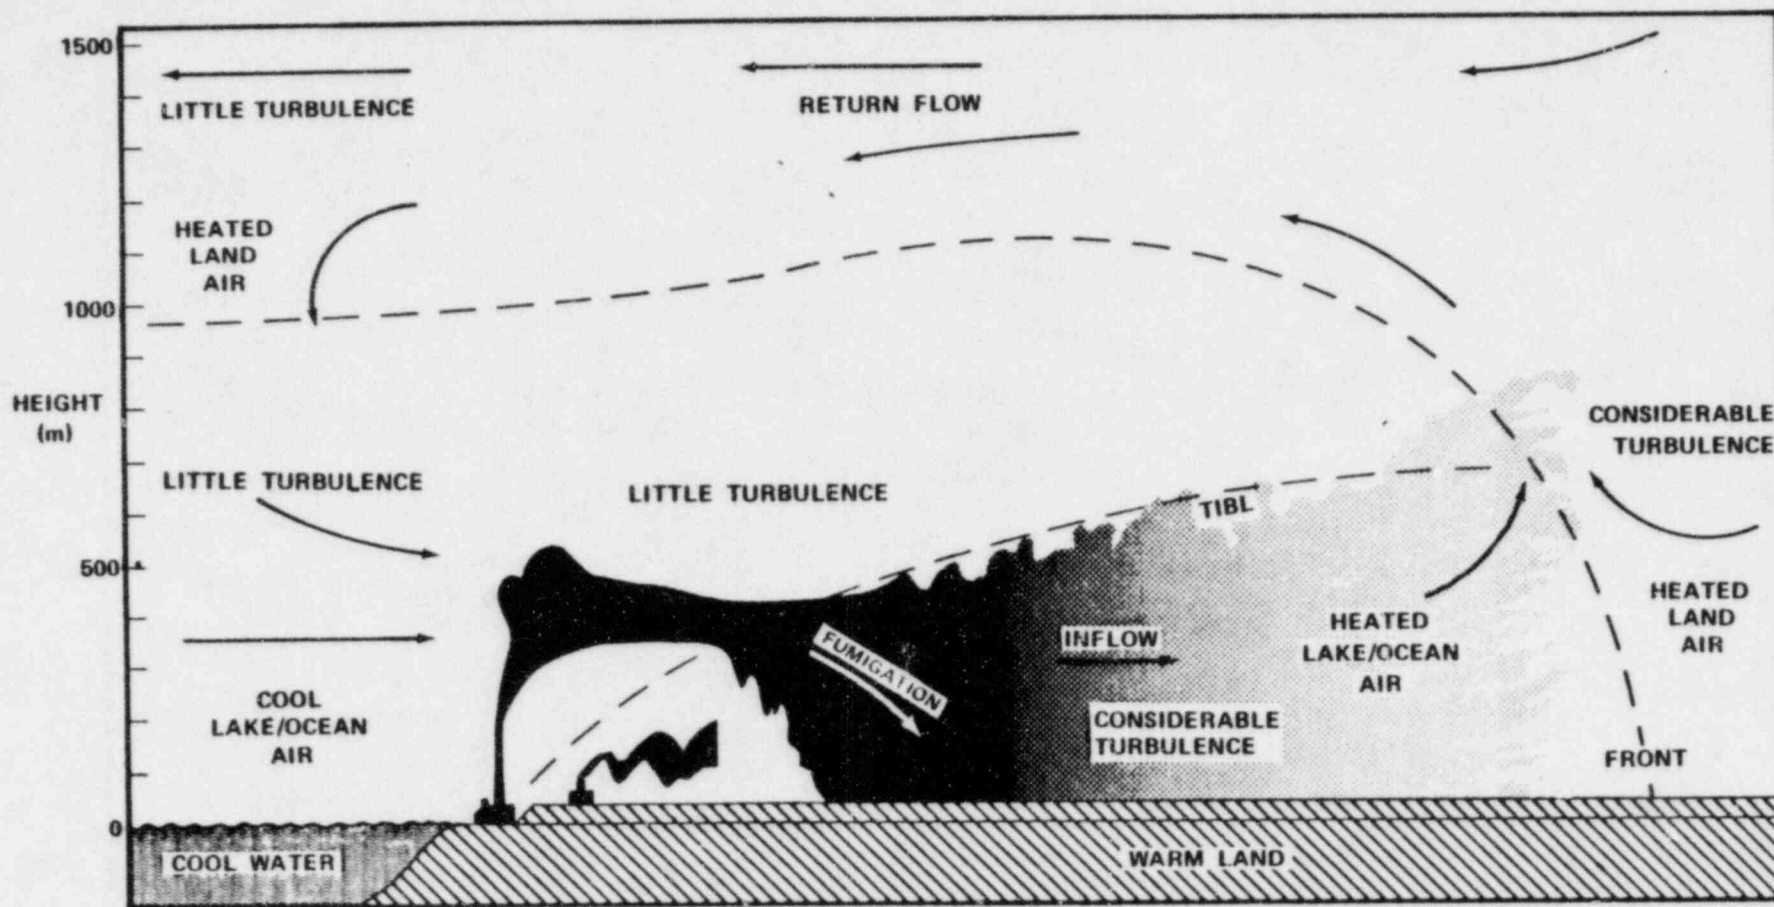 1500
LITTLE TURBULENCE
RETURN FLOW
HEATED
LAND
AIR
1000
HEIGHT
(m)
CONSIDERABLE
TURBULENCE
LITTLE TURBULENCE
LITTLE TURBULENCE
TIBL
500
HEATED
LAND
AIR
FUMIGATION
INFLOW
HEATED
LAKE/OCEAN
AIR
COOL
LAKE/OCEAN
AIR
CONSIDERABLE
TURBULENCE
FRONT
0
COOL WATER
WARM LAND